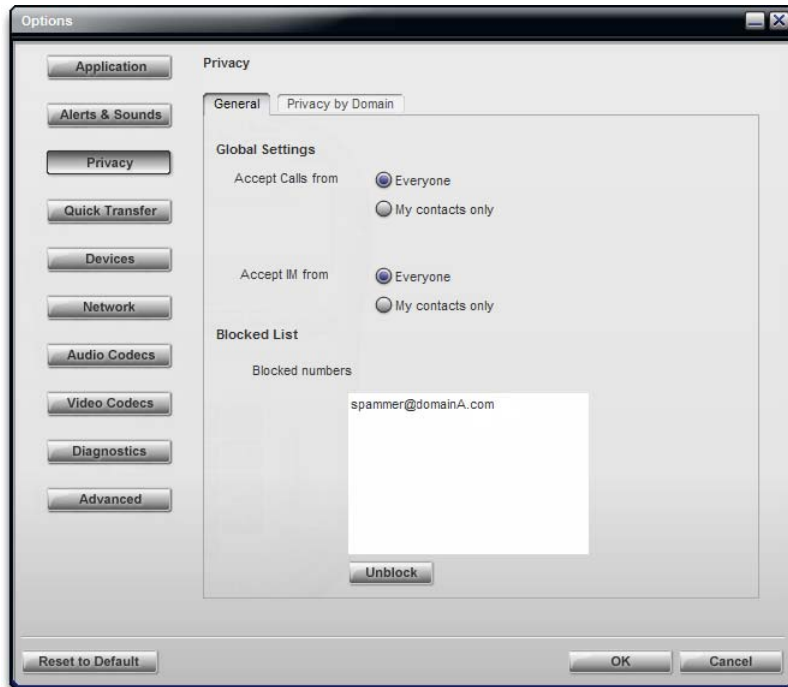 Options
Application
Alerts & Sounds
Privacy
Quick Transfer
Devices
Network
Audio Codecs
Video Codecs
Diagnostics
Advanced
Privacy
General
Privacy by Domain
Global Settings
Accept Calls from
Everyone
My contacts only
Accept IM from
Everyone
My contacts only
Blocked List
Blocked numbers
spammer@domainA.com
Unblock
Reset to Default
OK
Cancel